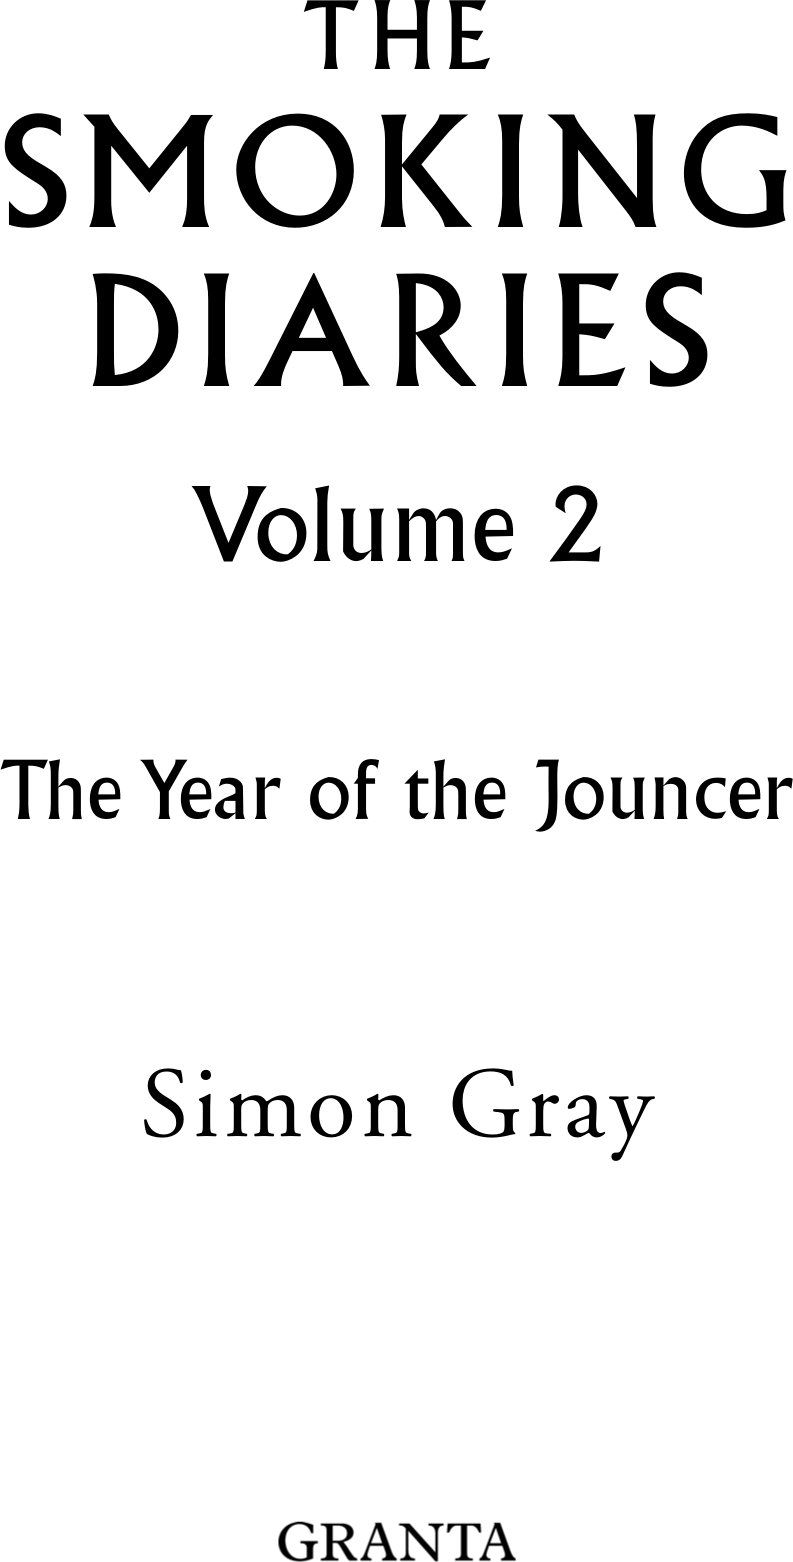 THE
SMOKING
DIARIES
Volume 2
The Year of the Jouncer
Simon Gray
GRANTA